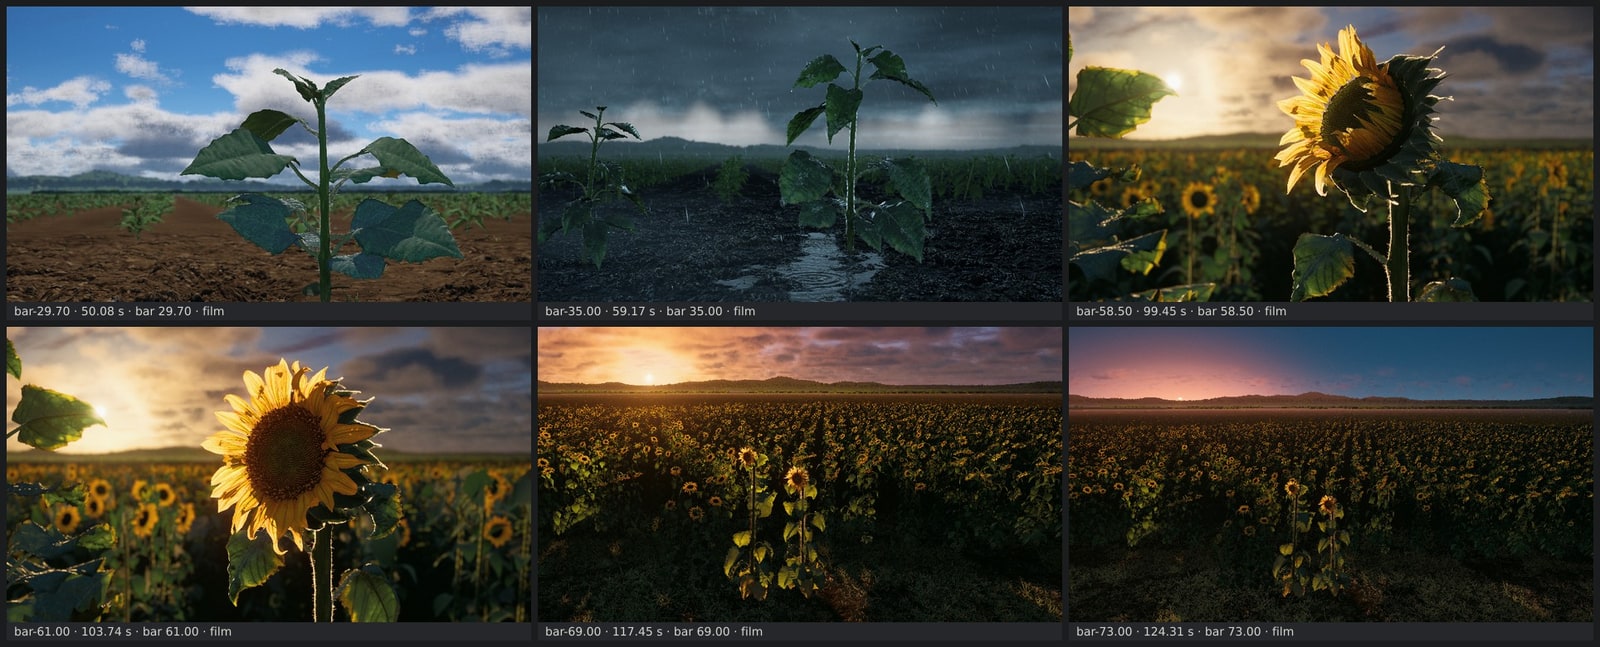 bar-29.70 · 50.08 s · bar 29.70 · film
bar-35.00 · 59.17 s · bar 35.00 · film
bar-58.50 · 99.45 s · bar 58.50 · film
bar-61.00 · 103.74 s · bar 61.00 · film
bar-69.00 · 117.45 s · bar 69.00 · film
bar-73.00 · 124.31 s · bar 73.00 · film